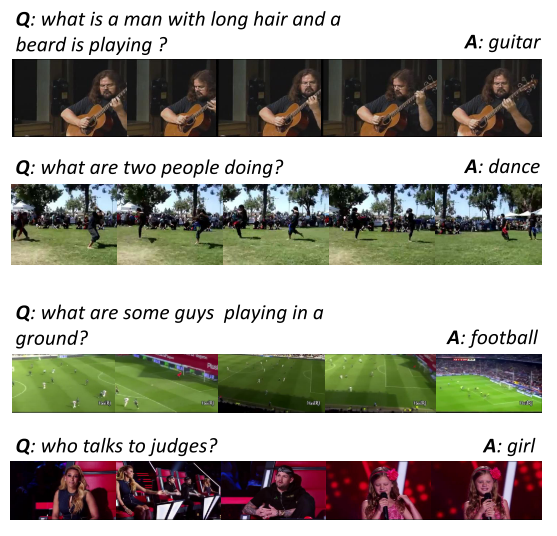 Q: what is a man with long hair and a
beard is playing ?
A: guitar
Q: what are two people doing?
A: dance
Q: what are some guys  playing in a
ground?
A: football
Q: who talks to judges?
A: girl